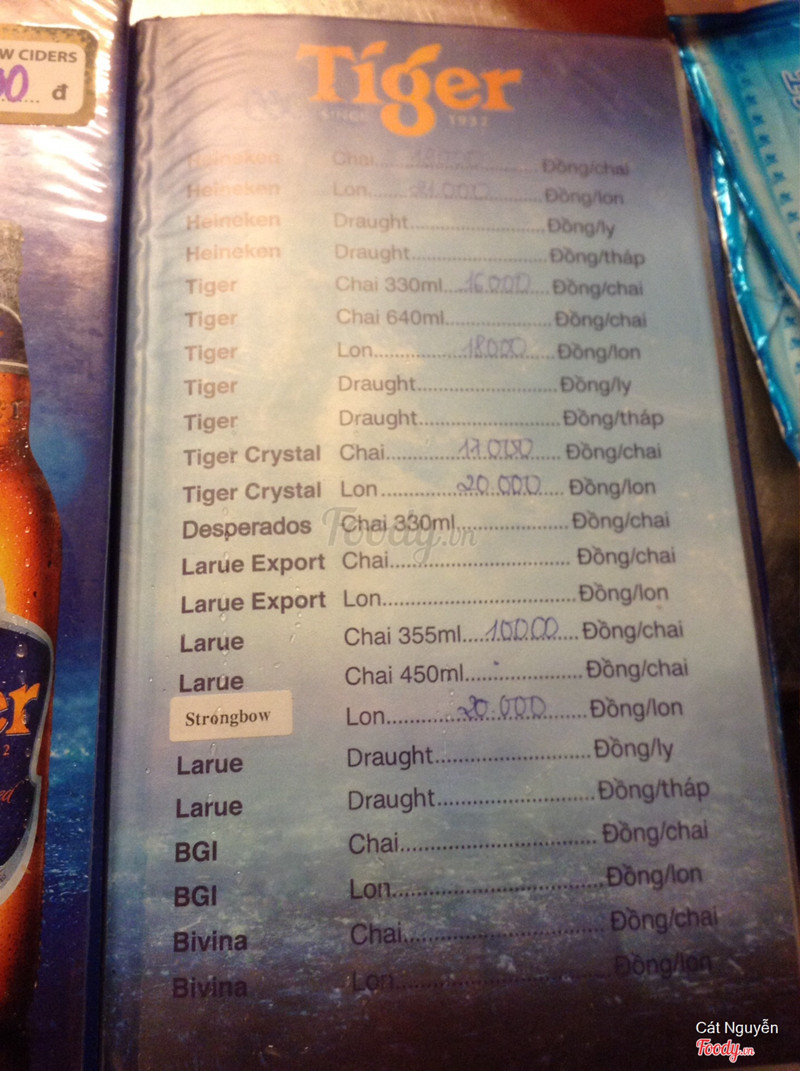 W CIDERS
00 đ
Tiger
SINCE 1932
Heineken Chai....18.000....Đồng/chai
Heineken Lon....21.000....Đồng/lon
Heineken Draught....Đồng/ly
Heineken Draught....Đồng/tháp
Tiger Chai 330ml....16.000....Đồng/chai
Tiger Chai 640ml....Đồng/chai
Tiger Lon....18.000....Đồng/lon
Tiger Draught....Đồng/ly
Tiger Draught....Đồng/tháp
Tiger Crystal Chai....17.000....Đồng/chai
Tiger Crystal Lon....20.000....Đồng/lon
Desperados Chai 330ml....Đồng/chai
Foody.vn
Larue Export Chai....Đồng/chai
Larue Export Lon....Đồng/lon
Larue Chai 355ml....10.000....Đồng/chai
Larue Chai 450ml....Đồng/chai
Strongbow Lon....20.000....Đồng/lon
Larue Draught....Đồng/ly
Larue Draught....Đồng/tháp
BGI Chai....Đồng/chai
BGI Lon....Đồng/lon
Bivina Chai....Đồng/chai
Bivina Lon....Đồng/lon
er
Cát Nguyễn
Foody.vn